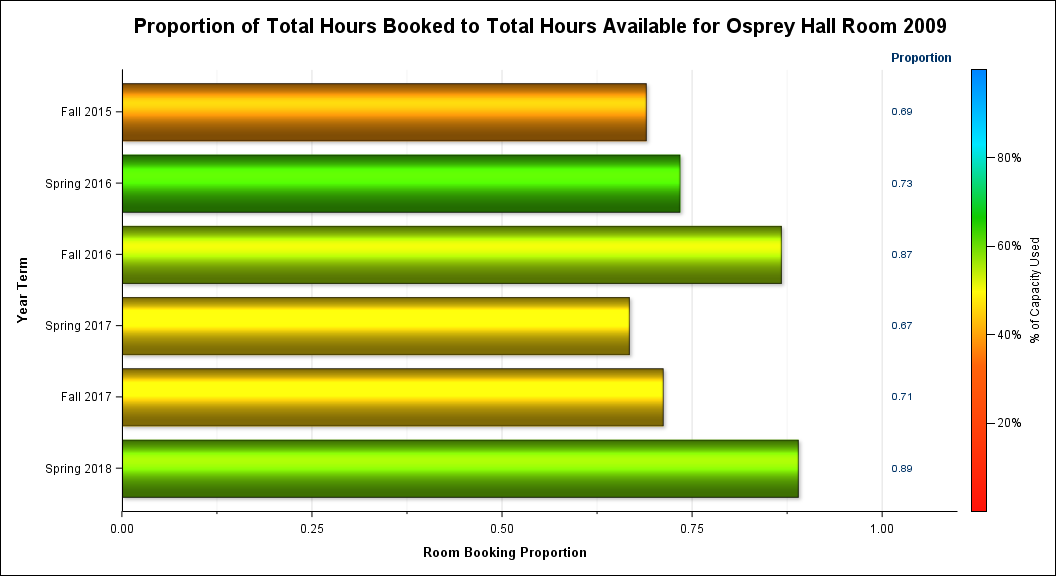 Proportion of Total Hours Booked to Total Hours Available for Osprey Hall Room 2009
Proportion
Fall 2015 0.69
Spring 2016 0.73
Fall 2016 0.87
Spring 2017 0.67
Fall 2017 0.71
Spring 2018 0.89
Year Term
0.00 0.25 0.50 0.75 1.00
Room Booking Proportion
80%
60%
40%
20%
% of Capacity Used